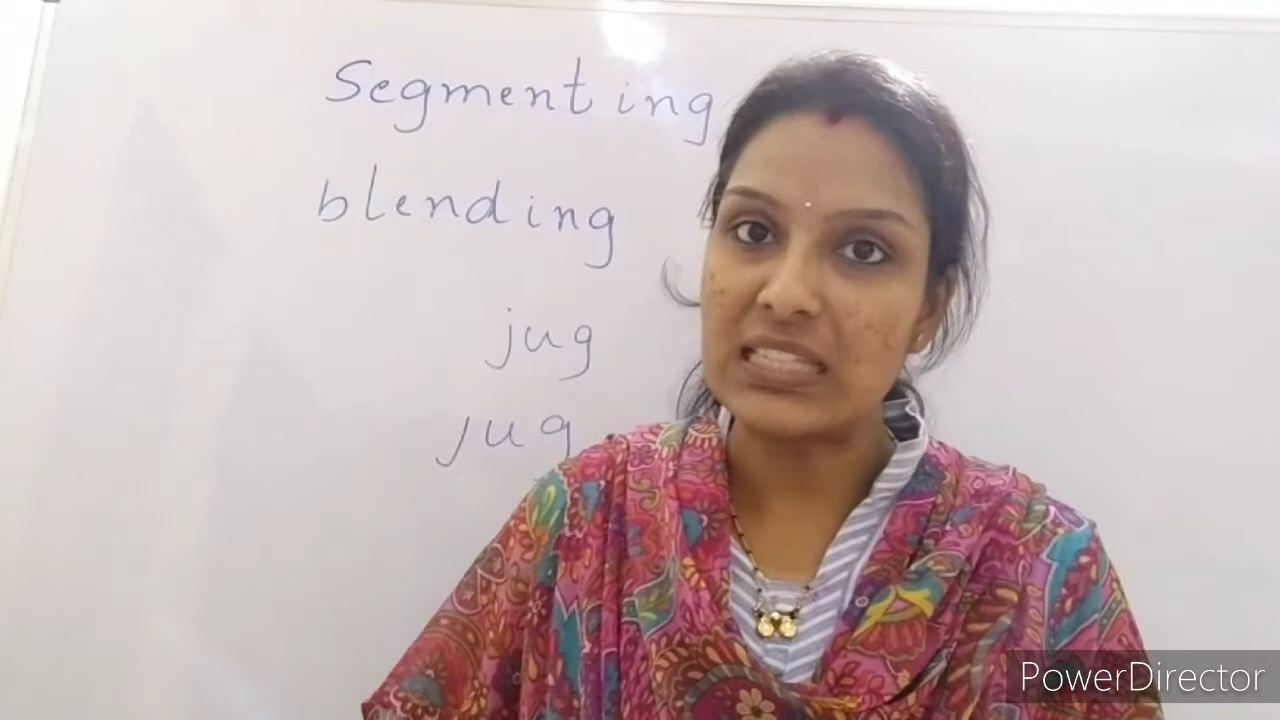 Segmenting
blending
jug
jug
PowerDirector